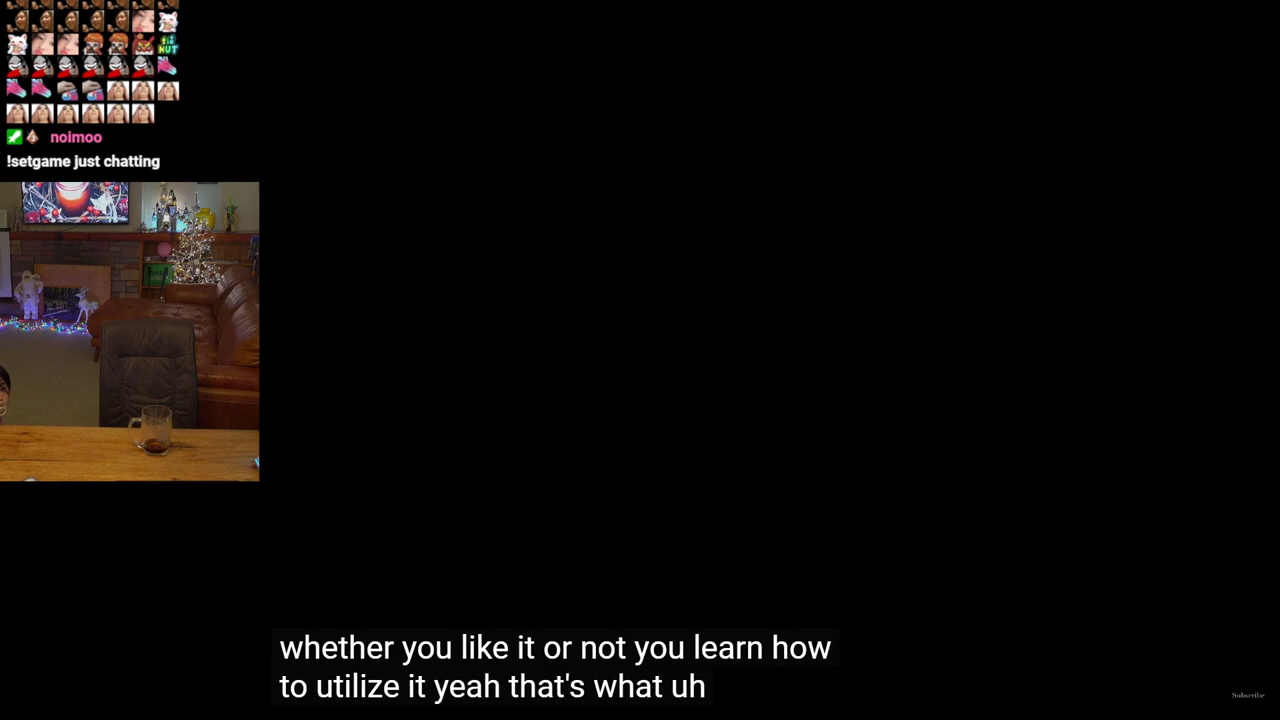 noimoo
!setgame just chatting
whether you like it or not you learn how
to utilize it yeah that's what uh
Subscribe